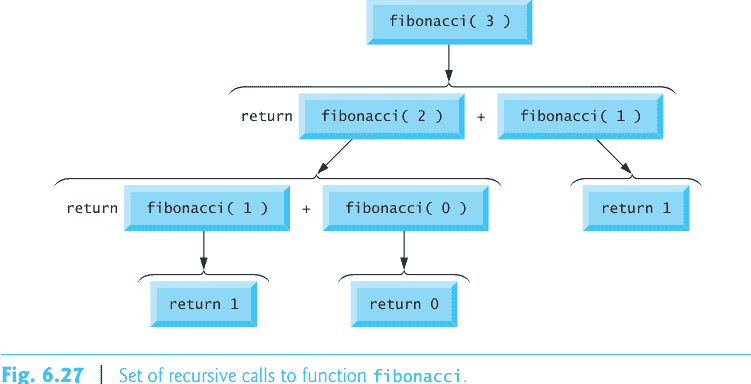 fibonacci( 3 )
return fibonacci( 2 ) + fibonacci( 1 )
return fibonacci( 1 ) + fibonacci( 0 ) return 1
return 1 return 0
Fig. 6.27 | Set of recursive calls to function fibonacci.